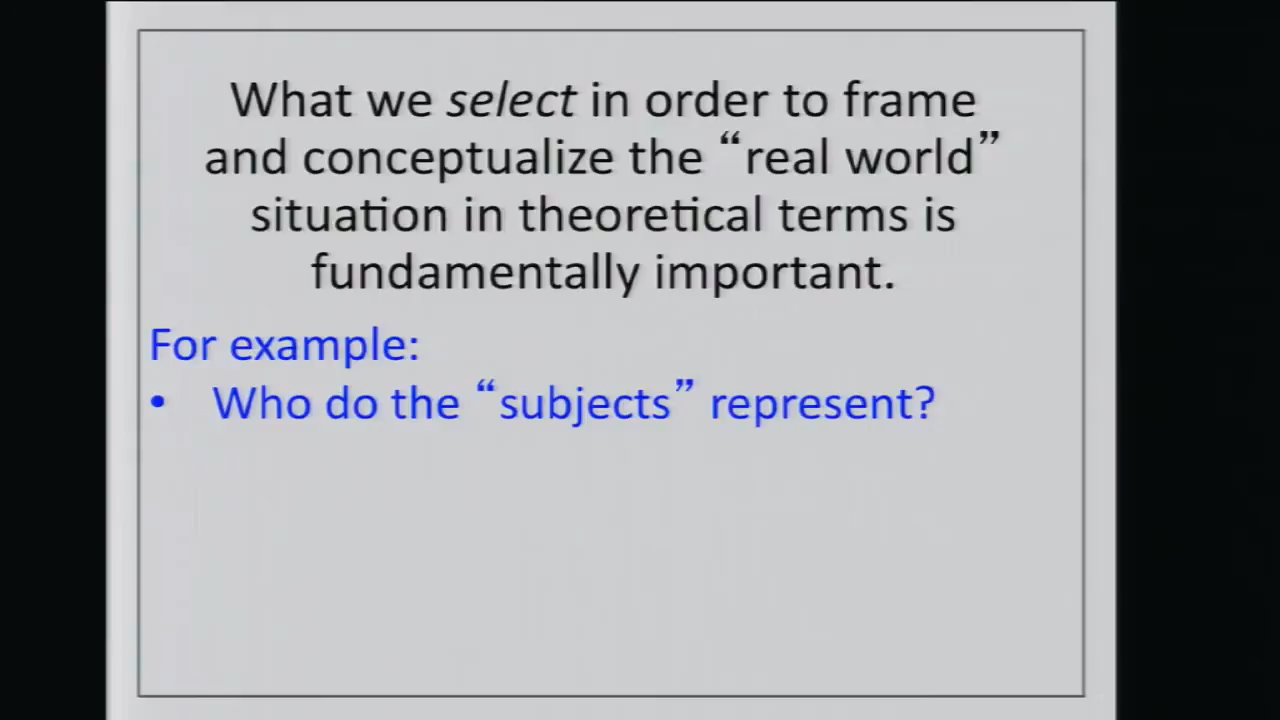 What we select in order to frame
and conceptualize the “real world”
situation in theoretical terms is
fundamentally important.
For example:
• Who do the “subjects” represent?